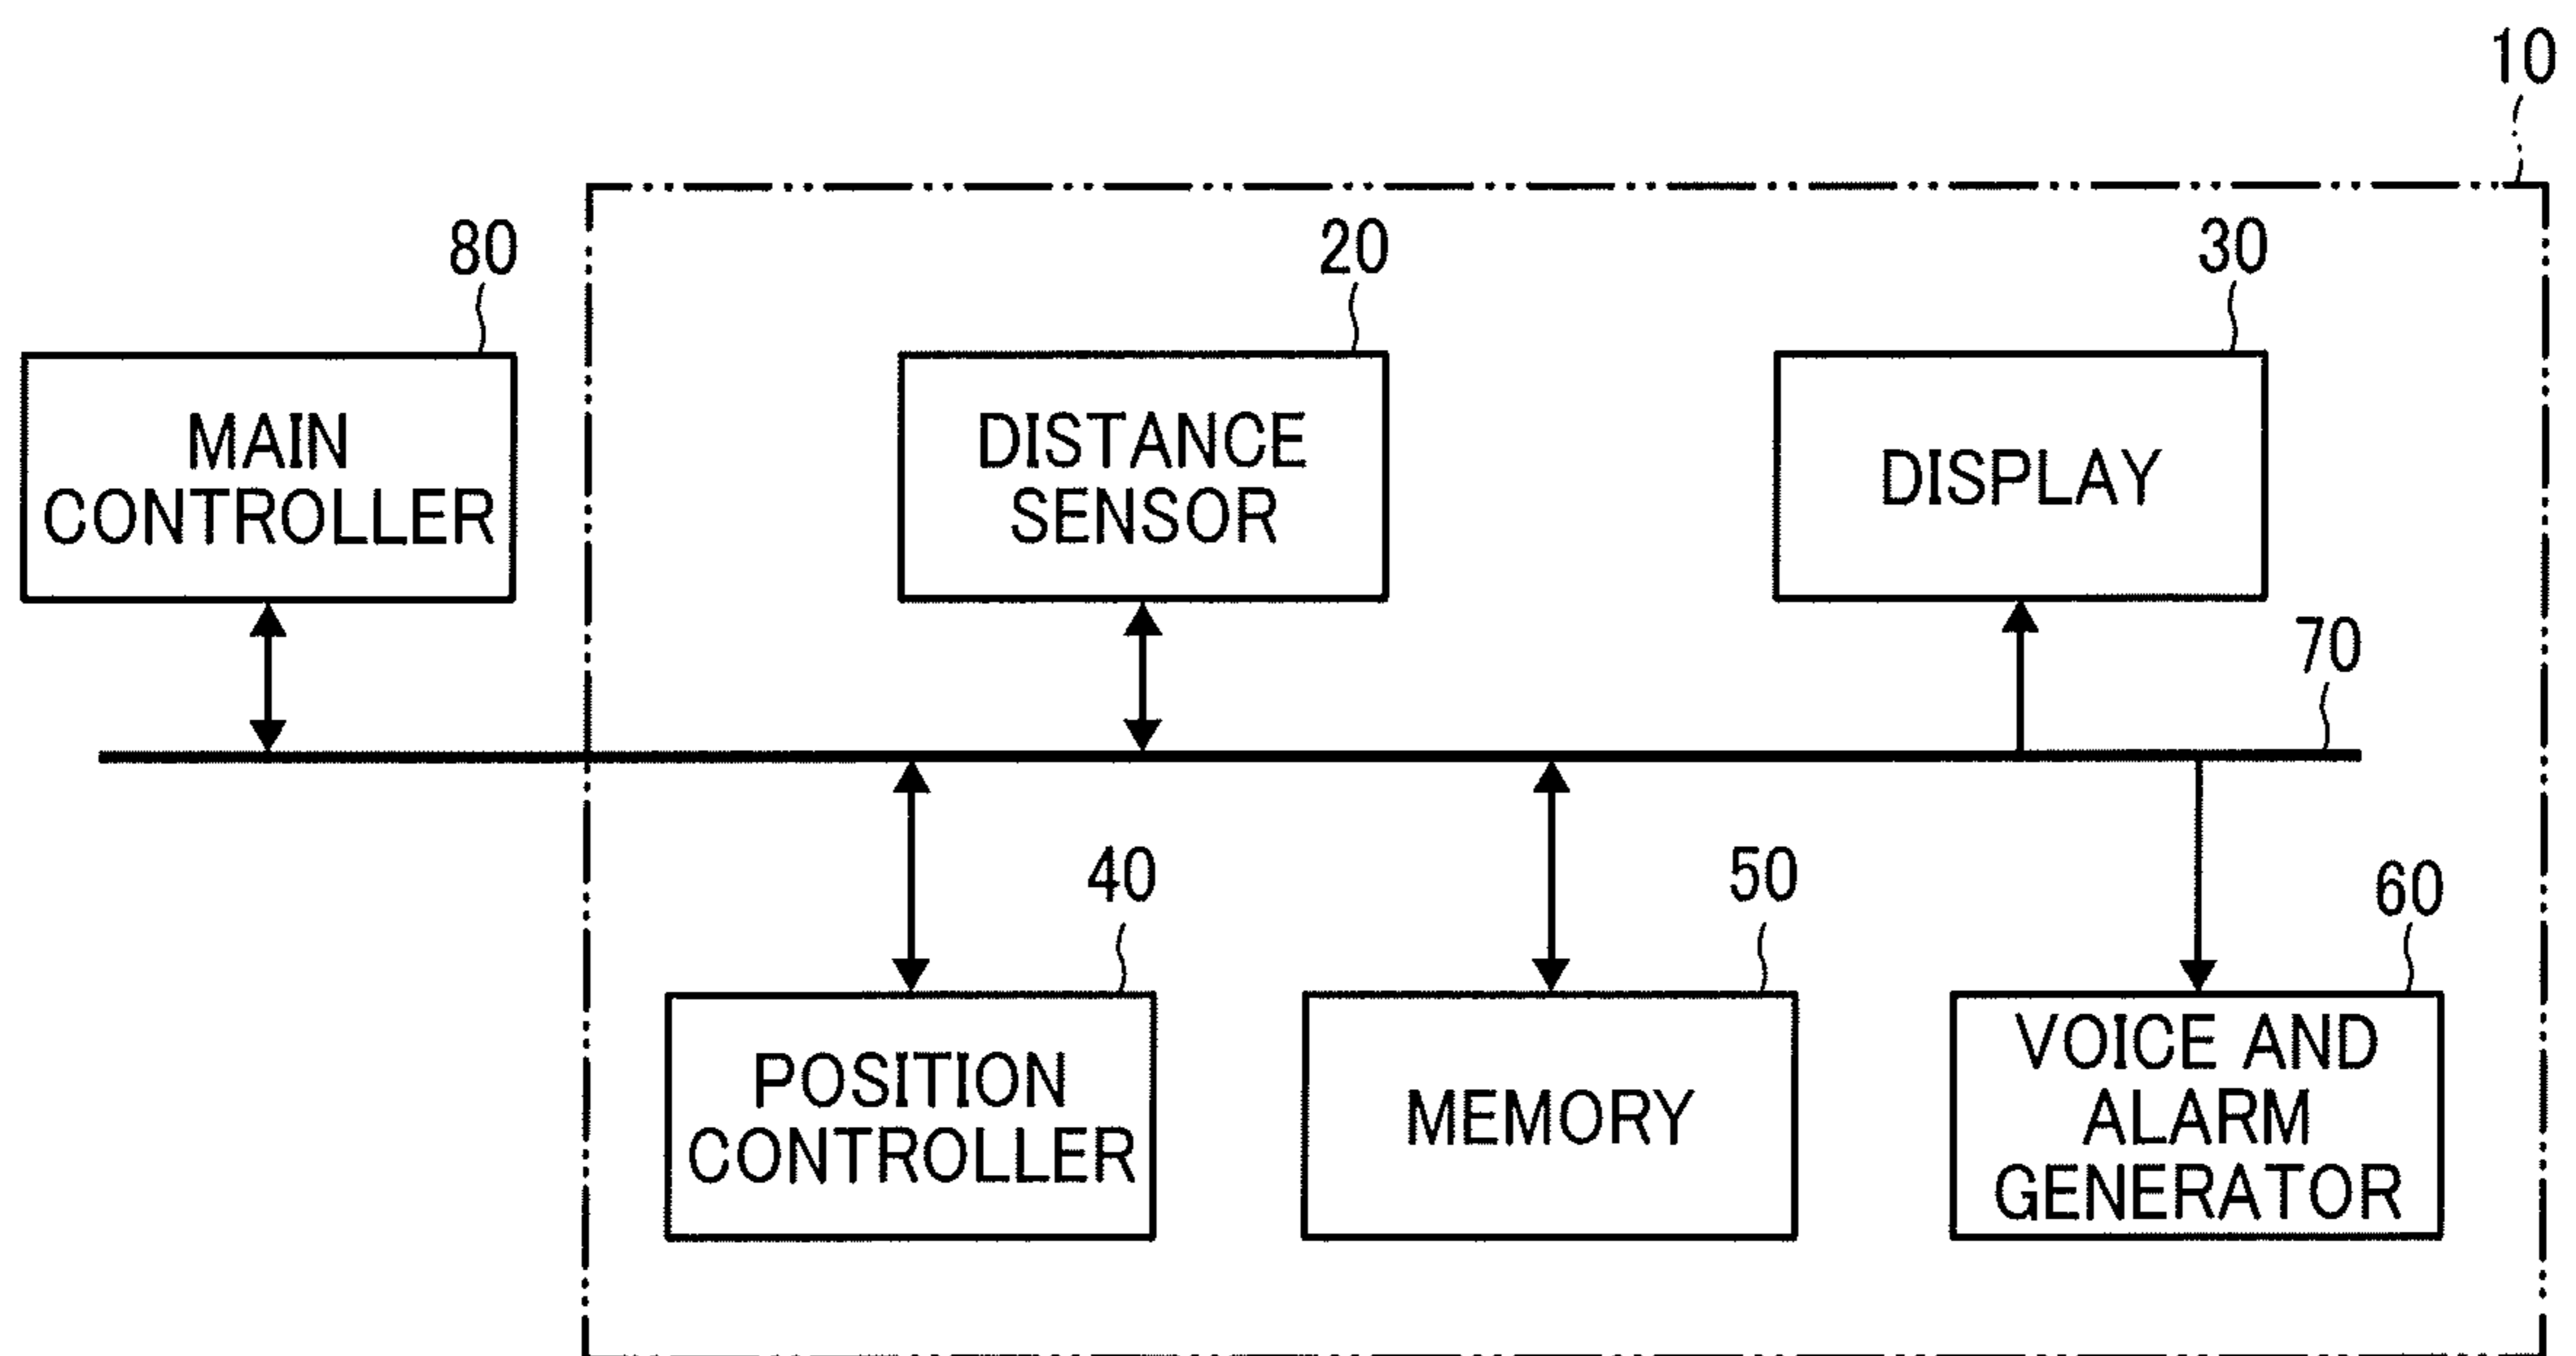 10
80
20
30
MAIN
CONTROLLER
DISTANCE
SENSOR
DISPLAY
70
40
50
60
POSITION
CONTROLLER
MEMORY
VOICE AND
ALARM
GENERATOR